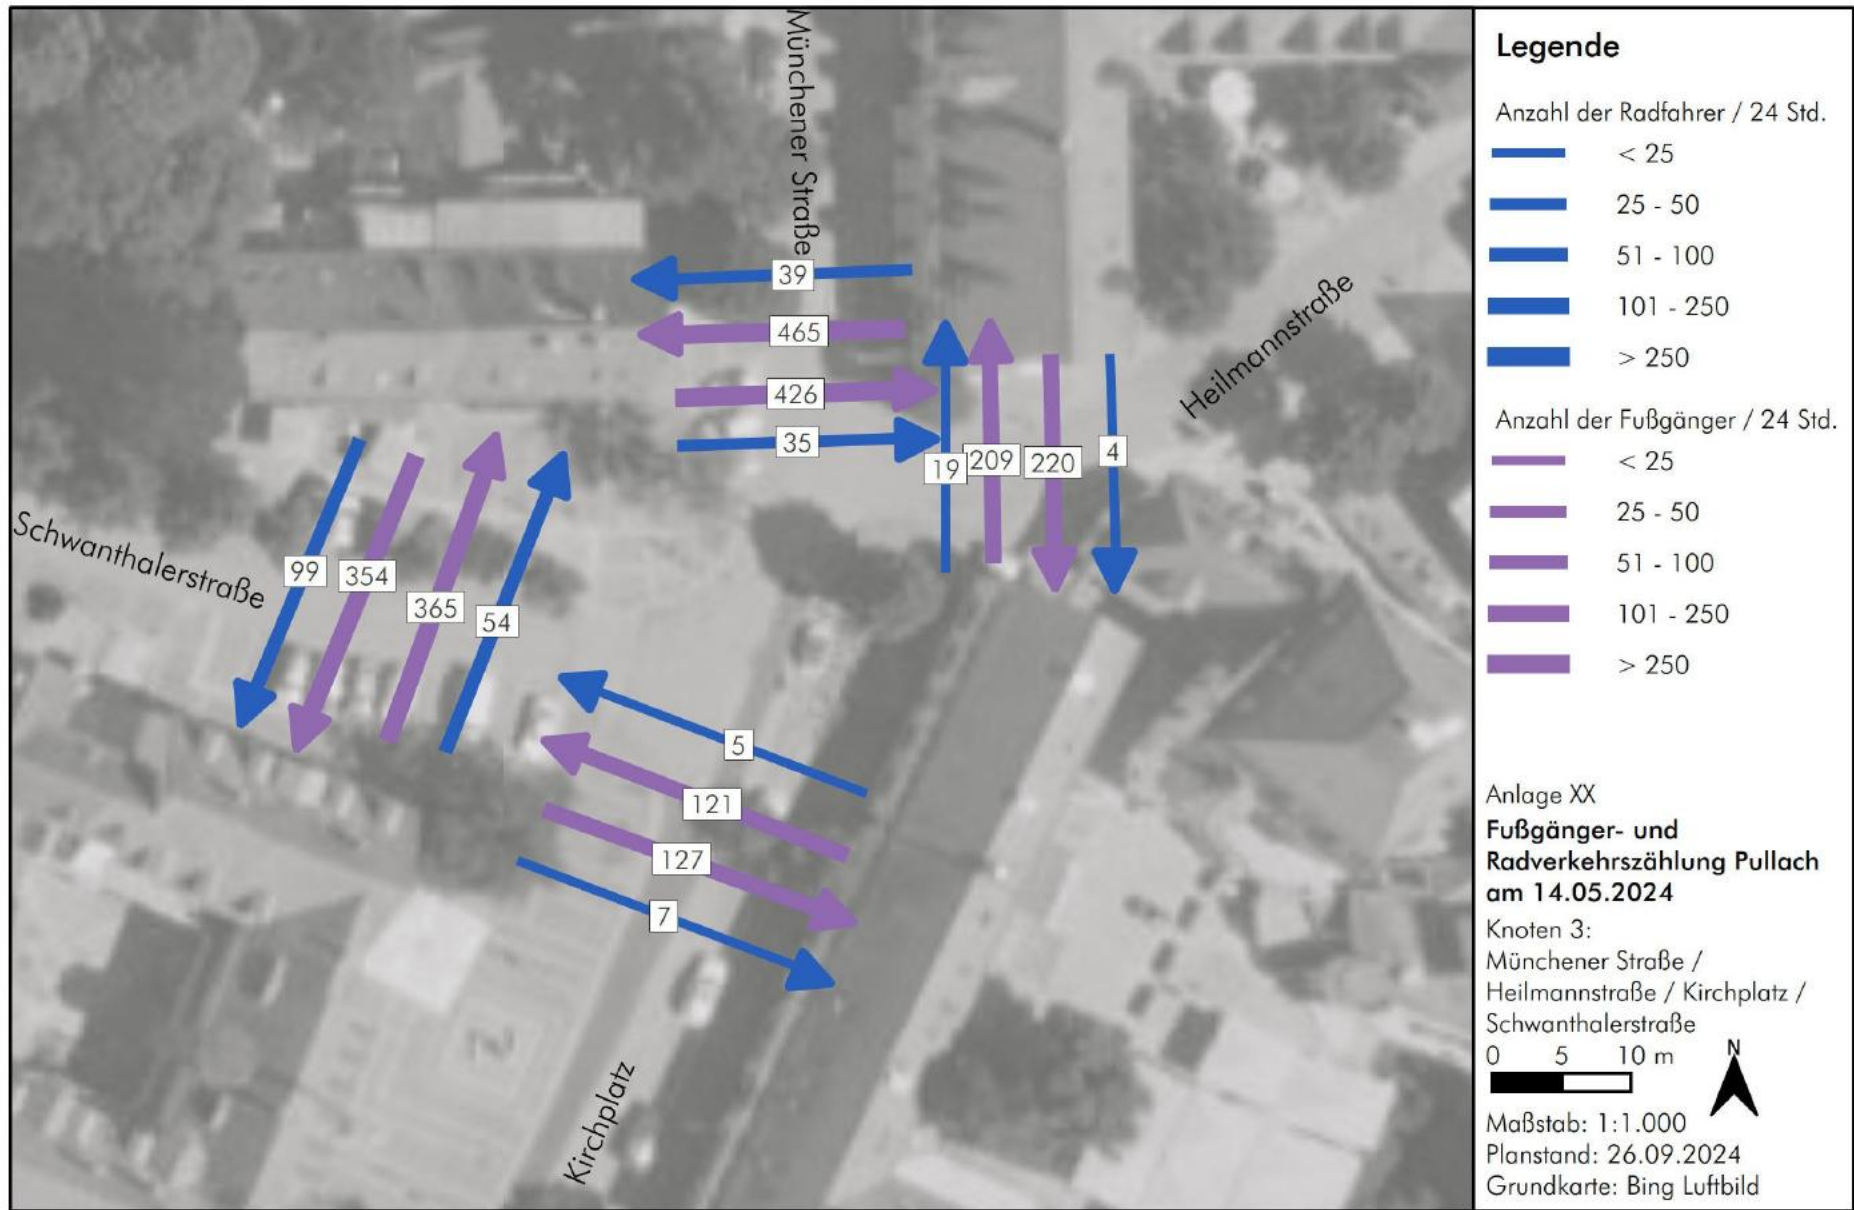 Münchener Straße
39
465
426
35
19
209
220
4
Heilmannstraße
Schwanthalerstraße
99
354
365
54
5
121
127
7
Kirchplatz
Legende
Anzahl der Radfahrer / 24 Std.
< 25
25 - 50
51 - 100
101 - 250
> 250
Anzahl der Fußgänger / 24 Std.
< 25
25 - 50
51 - 100
101 - 250
> 250
Anlage XX
Fußgänger- und
Radverkehrszählung Pullach
am 14.05.2024
Knoten 3:
Münchener Straße /
Heilmannstraße / Kirchplatz /
Schwanthalerstraße
0 5 10 m
N
Maßstab: 1:1.000
Planstand: 26.09.2024
Grundkarte: Bing Luftbild